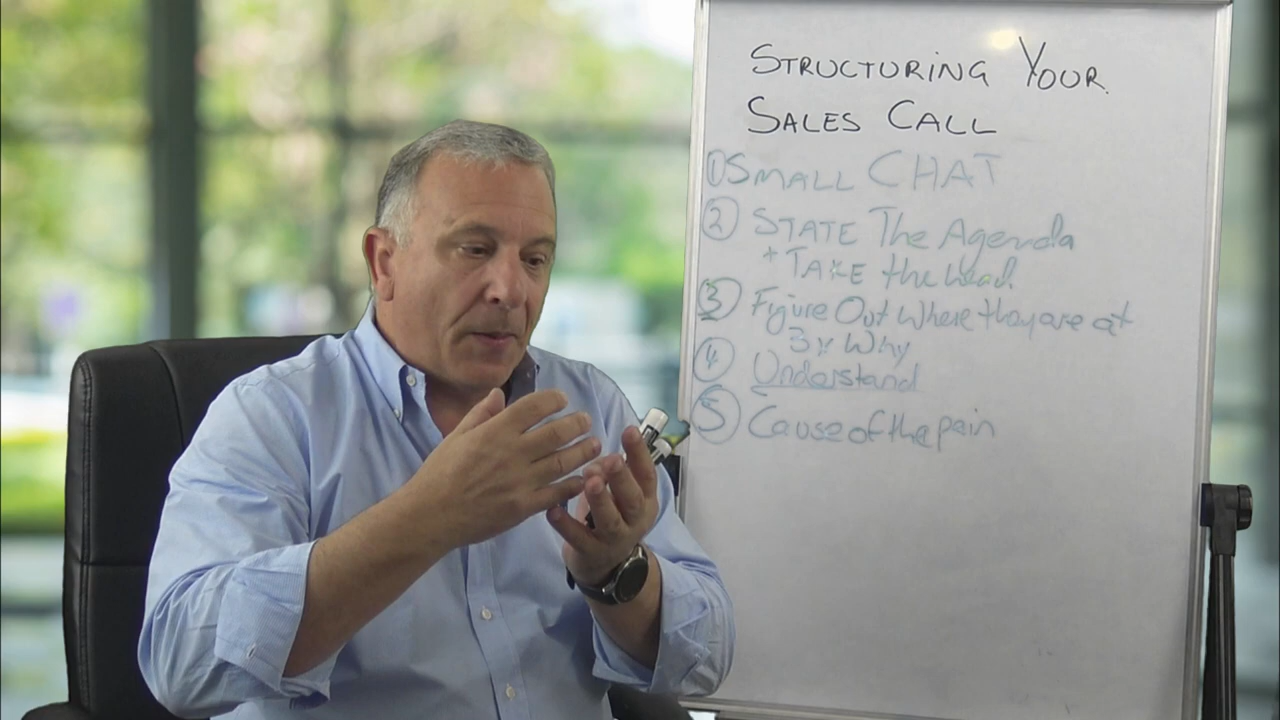 STRUCTURING YOUR
SALES CALL
① SMALL CHAT
② STATE The Agenda
+ TAKE the lead
③ Figure Out Where they are at
3x Why
④ Understand
⑤ Cause of the pain